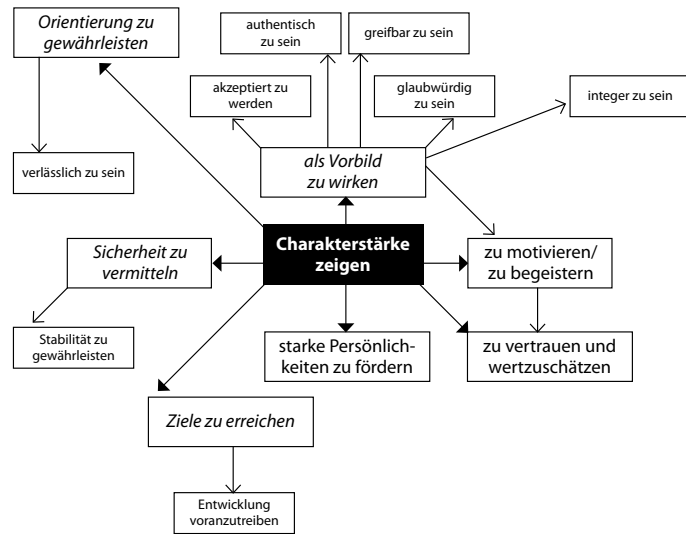 Orientierung zu
gewährleisten
authentisch
zu sein
greifbar zu sein
akzeptiert zu
werden
glaubwürdig
zu sein
integer zu sein
verlässlich zu sein
als Vorbild
zu wirken
Charakterstärke
zeigen
Sicherheit zu
vermitteln
zu motivieren/
zu begeistern
Stabilität zu
gewährleisten
starke Persönlich-
keiten zu fördern
zu vertrauen und
wertzuschätzen
Ziele zu erreichen
Entwicklung
voranzutreiben